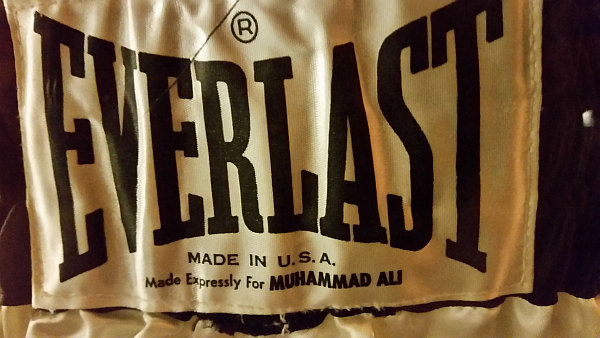 ®
EVERLAST
MADE IN U.S.A.
Made Expressly For MUHAMMAD ALI